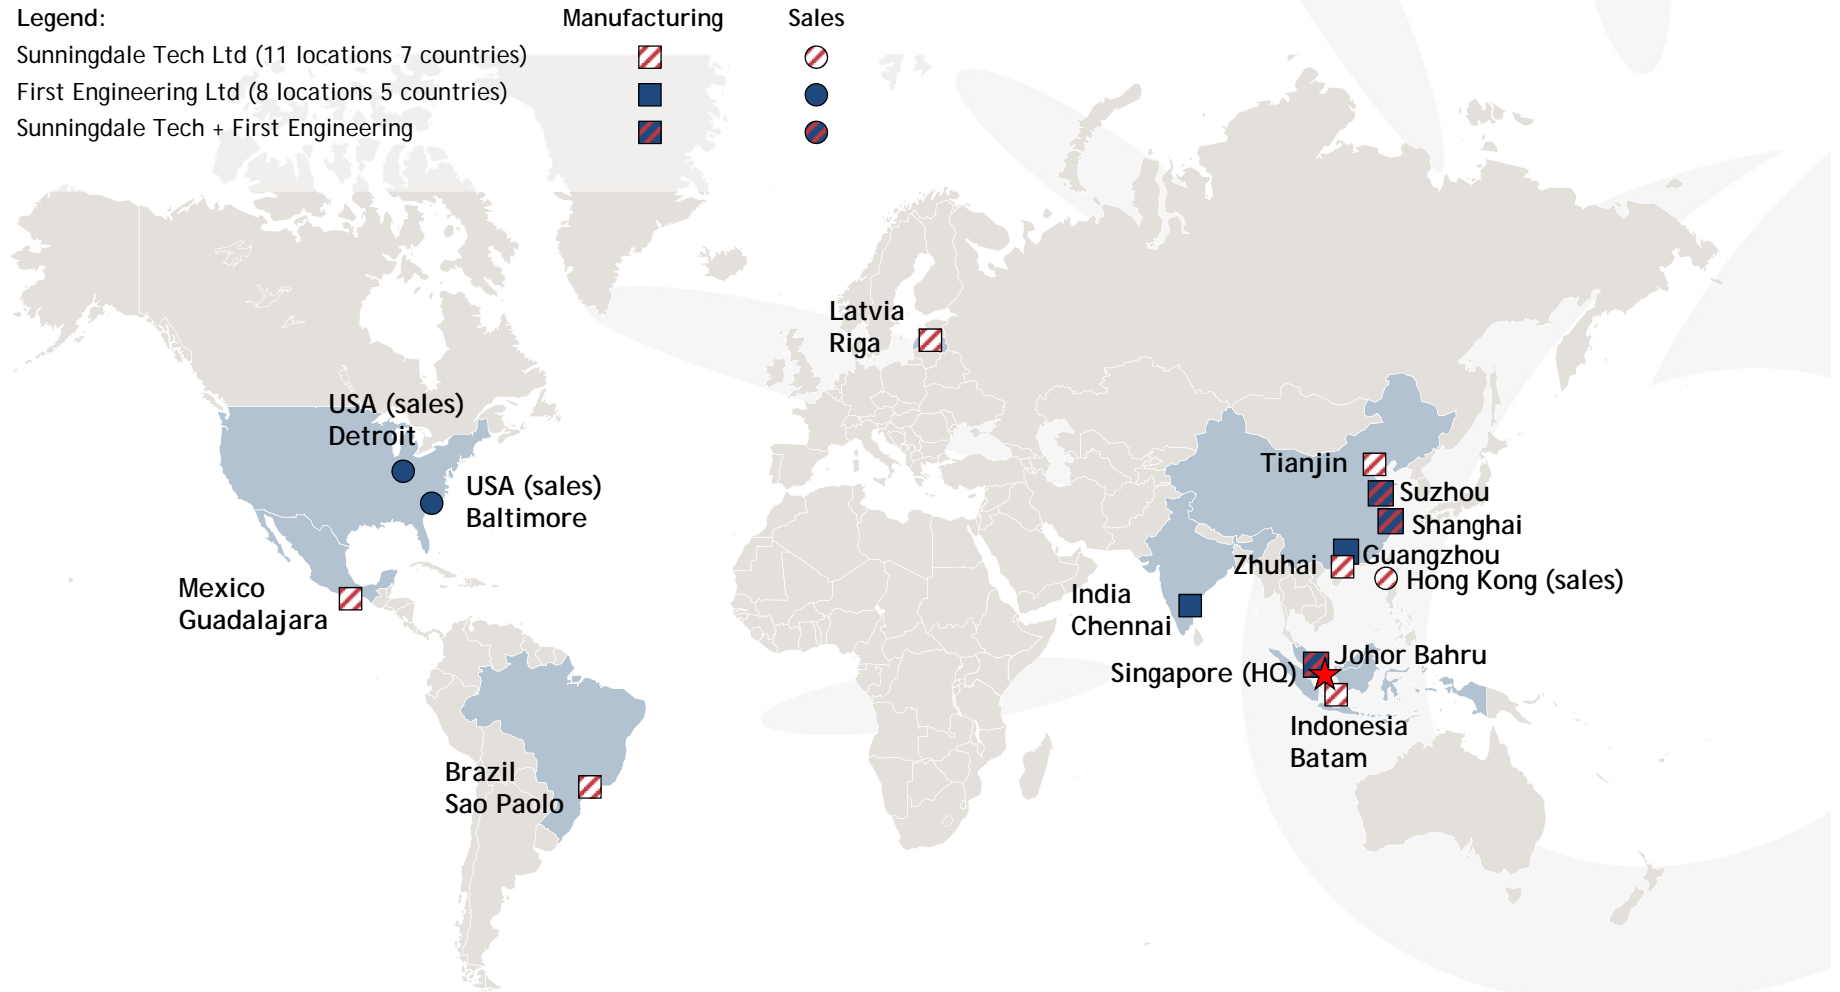 Legend: Manufacturing Sales
Sunningdale Tech Ltd (11 locations 7 countries)
First Engineering Ltd (8 locations 5 countries)
Sunningdale Tech + First Engineering
Latvia
Riga
USA (sales)
Detroit
USA (sales)
Baltimore
Tianjin
Suzhou
Shanghai
Guangzhou
Zhuhai
Hong Kong (sales)
Mexico
Guadalajara
India
Chennai
Johor Bahru
Singapore (HQ)
Indonesia
Batam
Brazil
Sao Paolo